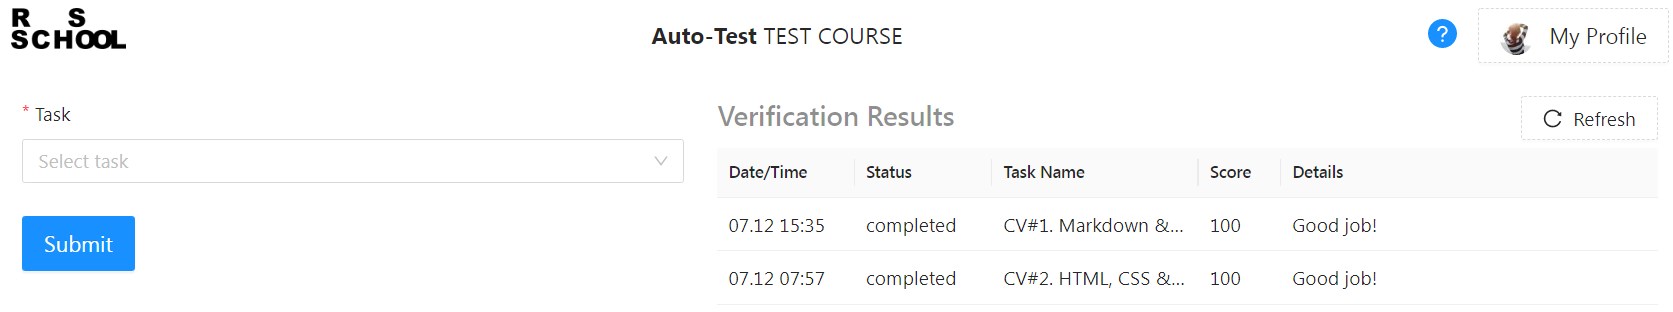 R S
SCHOOL
Auto-Test TEST COURSE
?
My Profile
* Task
Select task
Submit
Verification Results
Refresh
Date/Time Status Task Name Score Details
07.12 15:35 completed CV#1. Markdown &... 100 Good job!
07.12 07:57 completed CV#2. HTML, CSS &... 100 Good job!